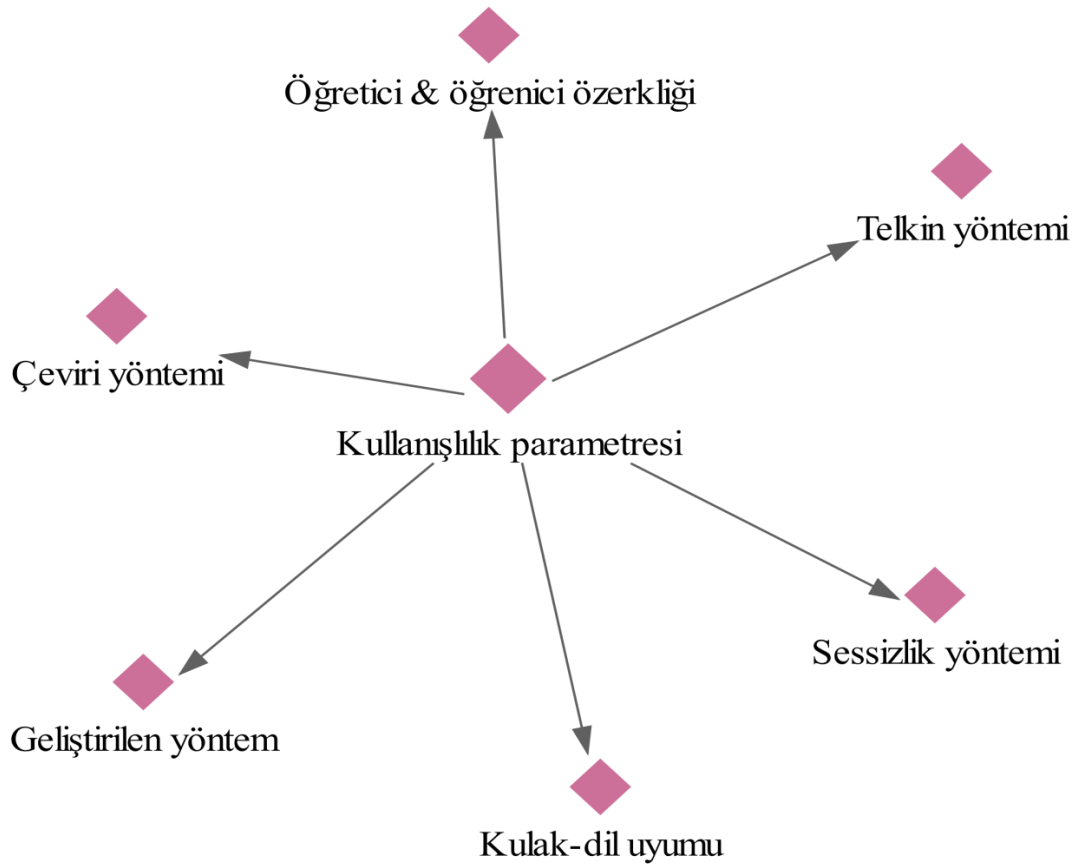 Öğretici & öğrenici özerkliği
Telkin yöntemi
Çeviri yöntemi
Kullanışlılık parametresi
Sessizlik yöntemi
Geliştirilen yöntem
Kulak-dil uyumu